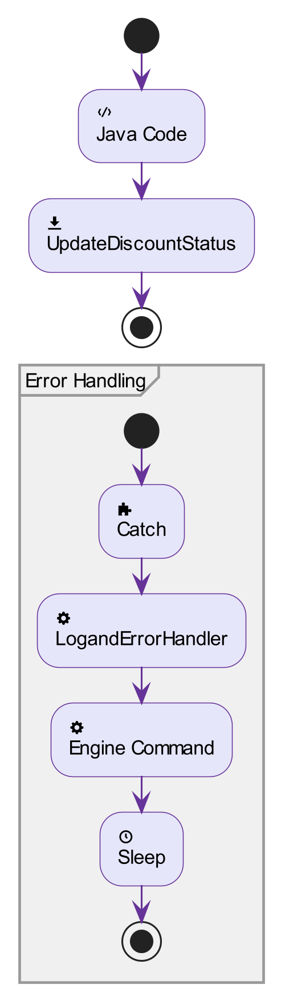 Java Code
UpdateDiscountStatus
Error Handling
Catch
LogandErrorHandler
Engine Command
Sleep